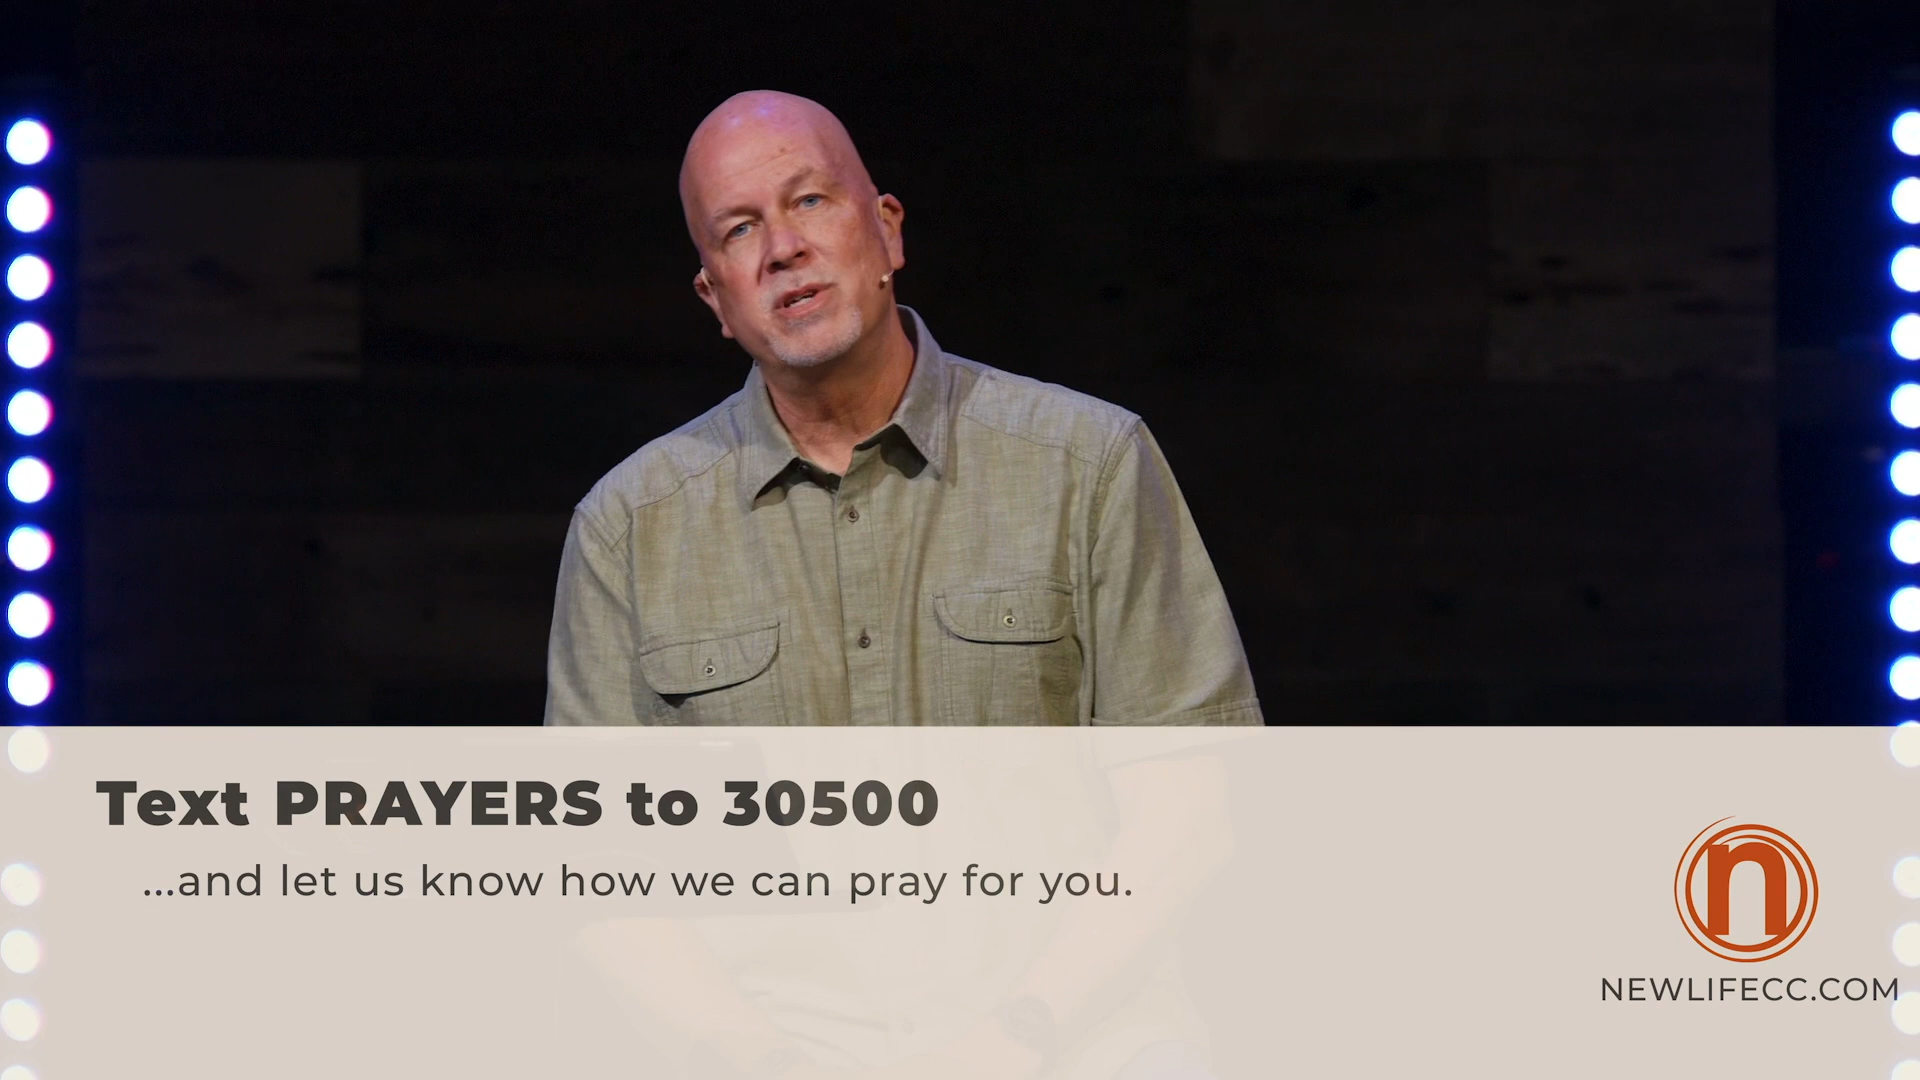 Text PRAYERS to 30500
...and let us know how we can pray for you.
n
NEWLIFECC.COM